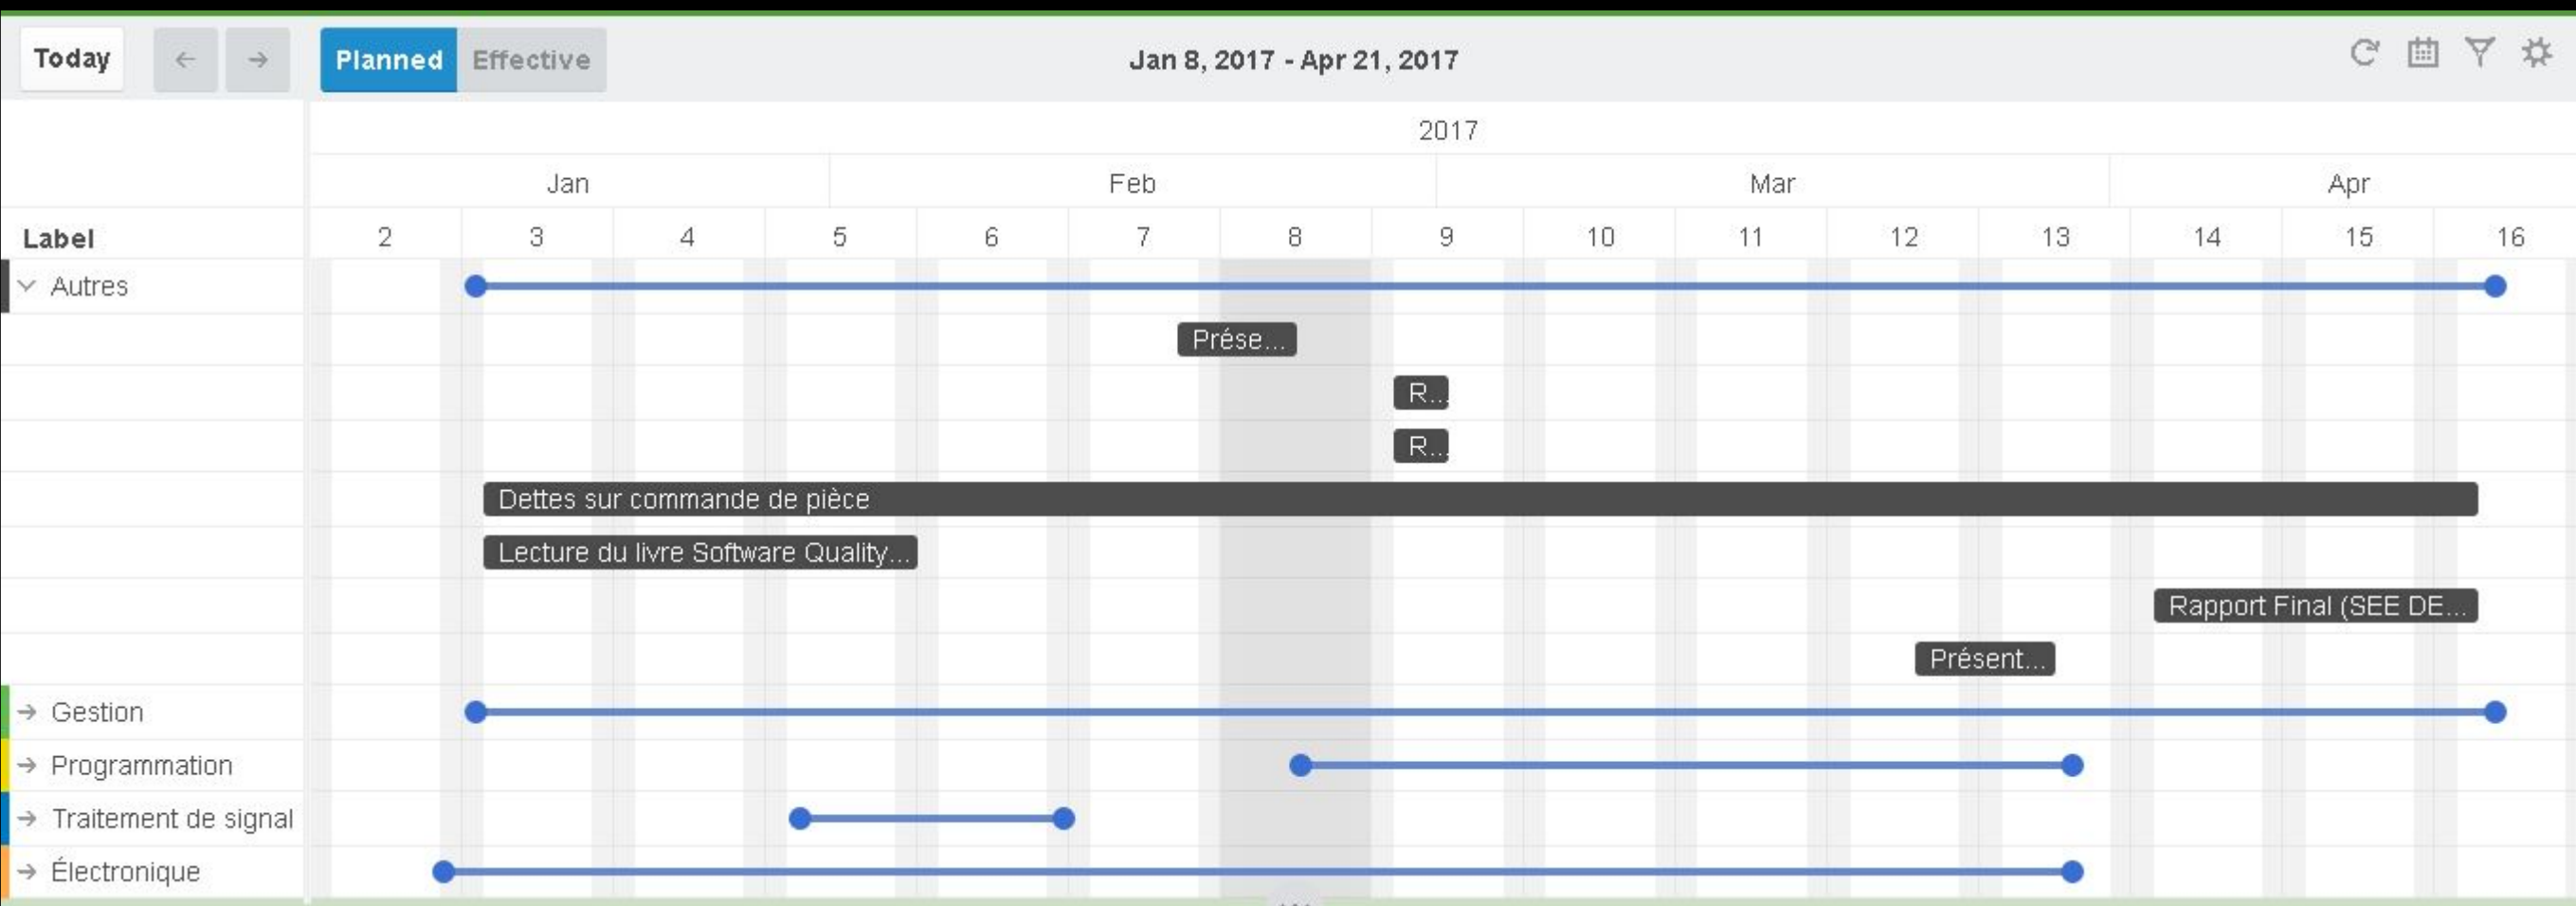 Today ← → Planned Effective Jan 8, 2017 - Apr 21, 2017
2017
Jan Feb Mar Apr
Label 2 3 4 5 6 7 8 9 10 11 12 13 14 15 16
Autres
Prése...
R...
R...
Dettes sur commande de pièce
Lecture du livre Software Quality...
Rapport Final (SEE DE...
Présent...
→ Gestion
→ Programmation
→ Traitement de signal
→ Électronique